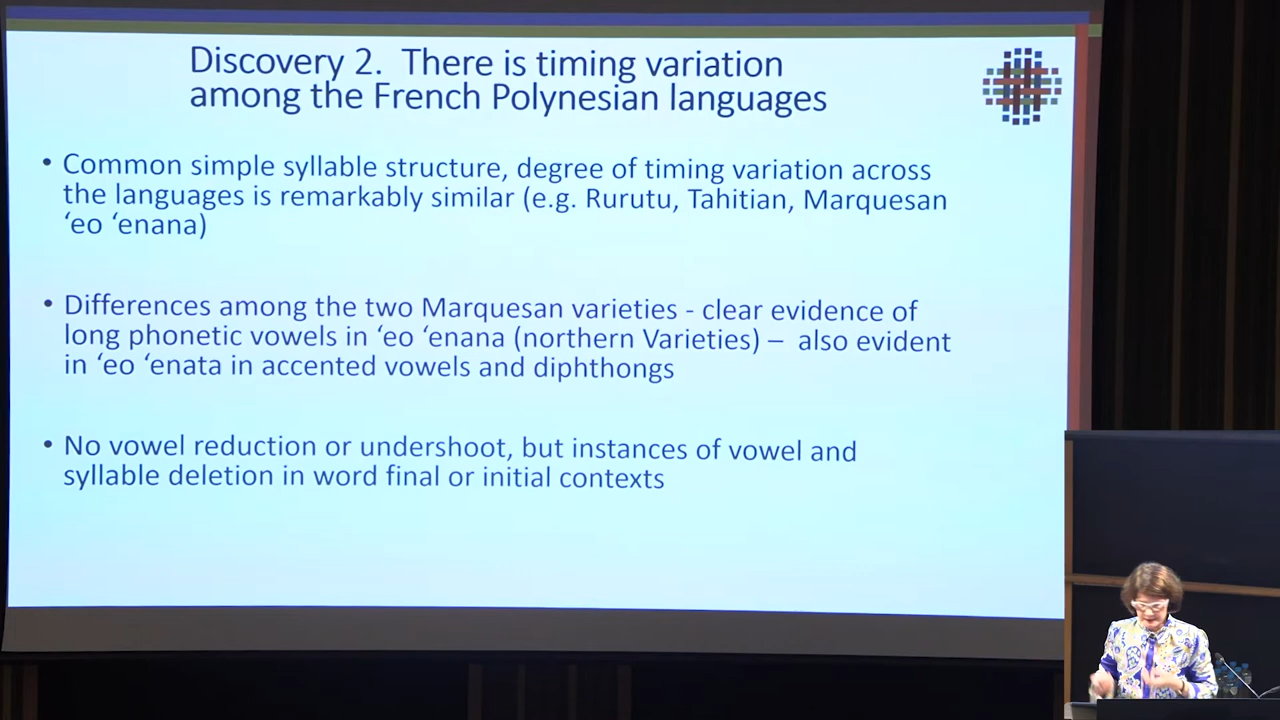 Discovery 2.  There is timing variation
among the French Polynesian languages
• Common simple syllable structure, degree of timing variation across
the languages is remarkably similar (e.g. Rurutu, Tahitian, Marquesan
‘eo ‘enana)
• Differences among the two Marquesan varieties - clear evidence of
long phonetic vowels in ‘eo ‘enana (northern Varieties) –  also evident
in ‘eo ‘enata in accented vowels and diphthongs
• No vowel reduction or undershoot, but instances of vowel and
syllable deletion in word final or initial contexts